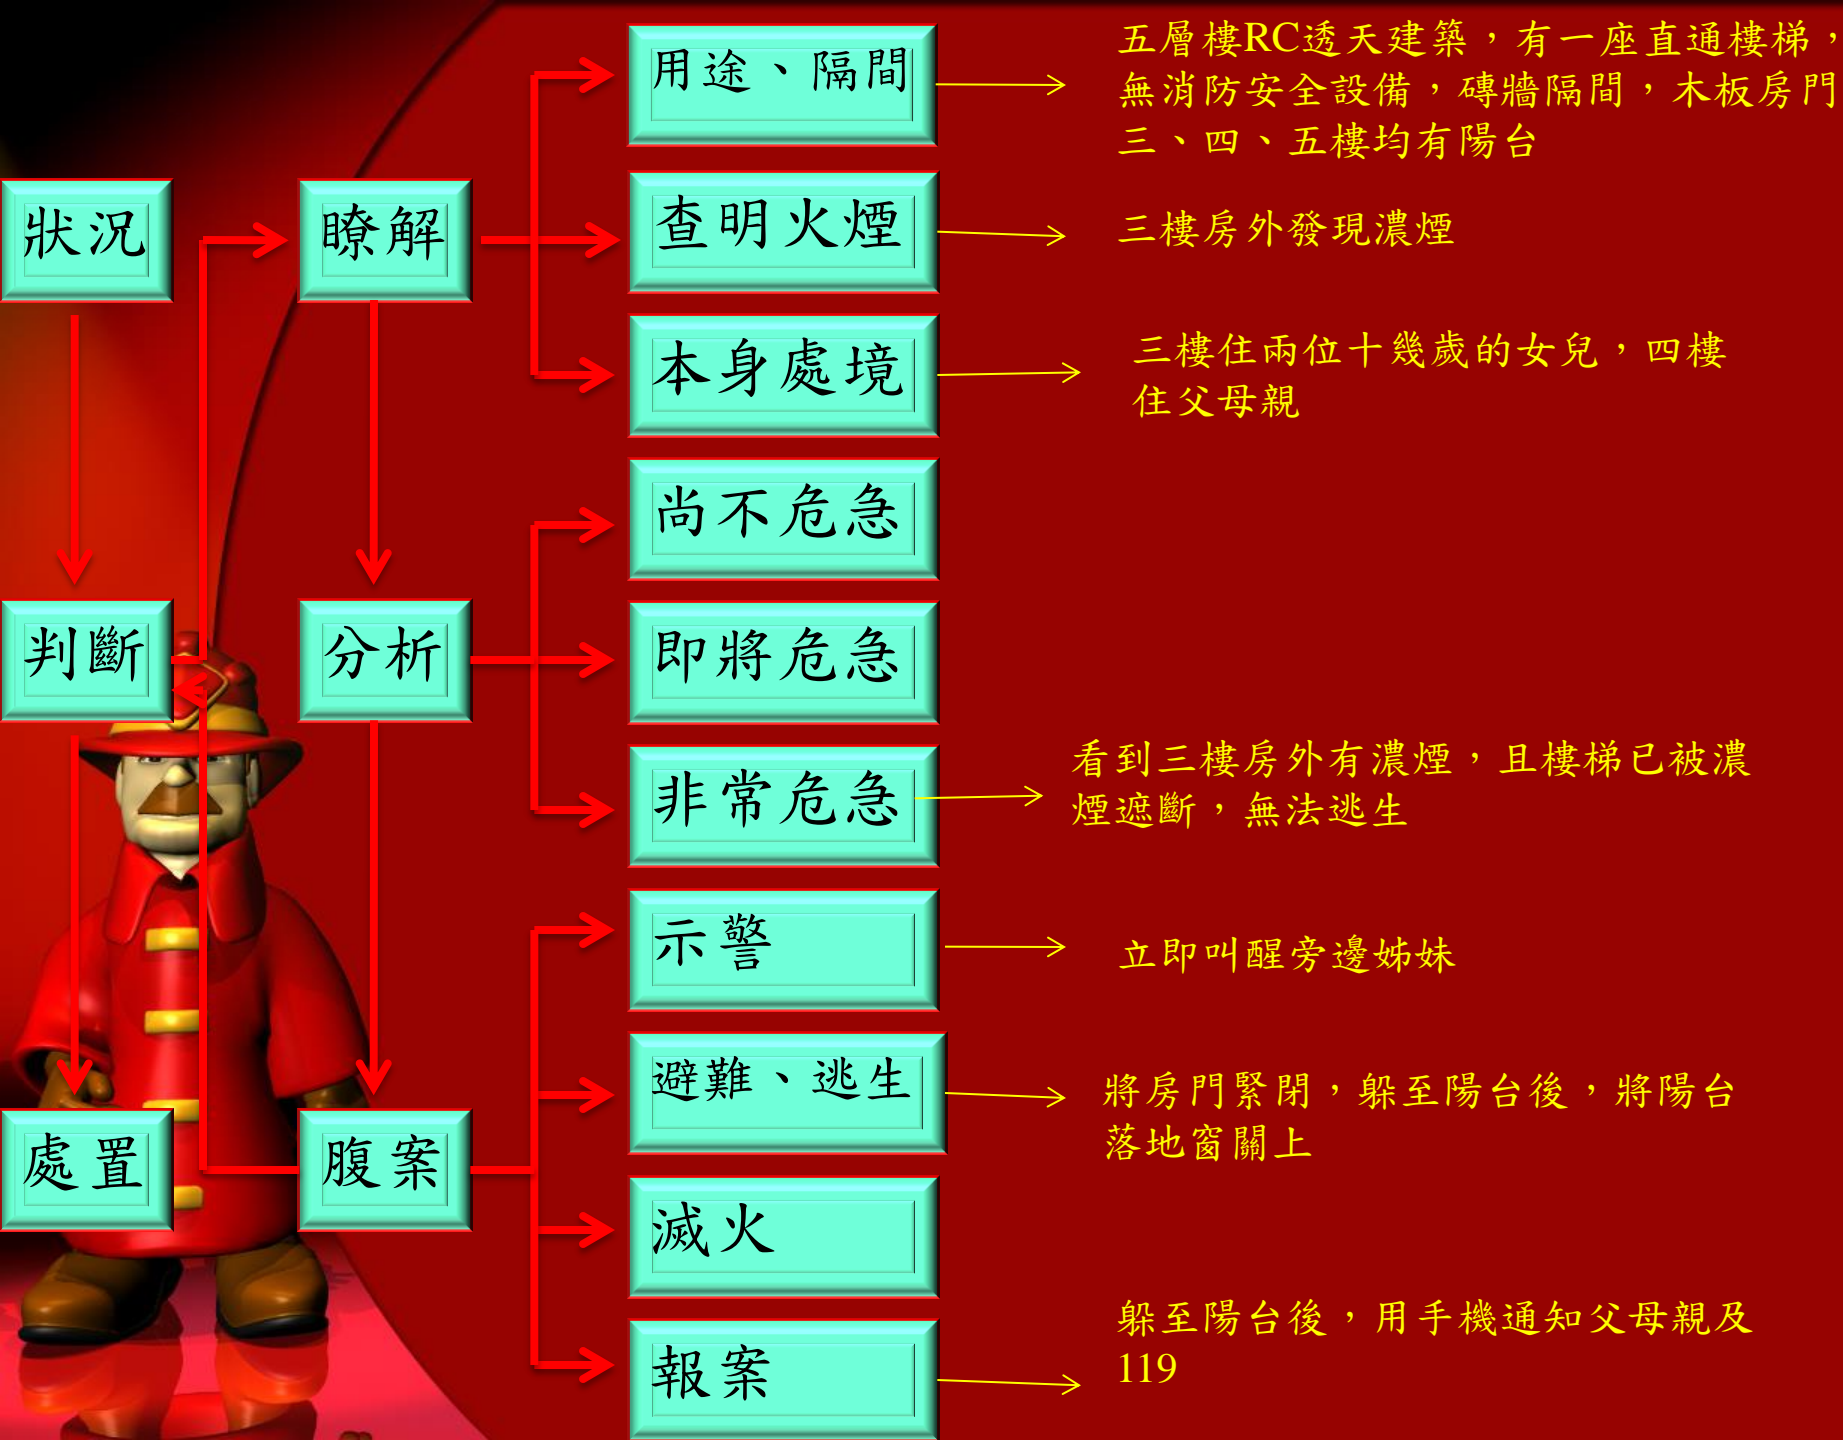 用途、隔間
五層樓RC透天建築，有一座直通樓梯，
無消防安全設備，磚牆隔間，木板房門
三、四、五樓均有陽台
狀況
瞭解
查明火煙
三樓房外發現濃煙
本身處境
三樓住兩位十幾歲的女兒，四樓
住父母親
尚不危急
判斷
分析
即將危急
非常危急
看到三樓房外有濃煙，且樓梯已被濃
煙遮斷，無法逃生
示警
立即叫醒旁邊姊妹
避難、逃生
將房門緊閉，躲至陽台後，將陽台
落地窗關上
處置
腹案
滅火
報案
躲至陽台後，用手機通知父母親及
119